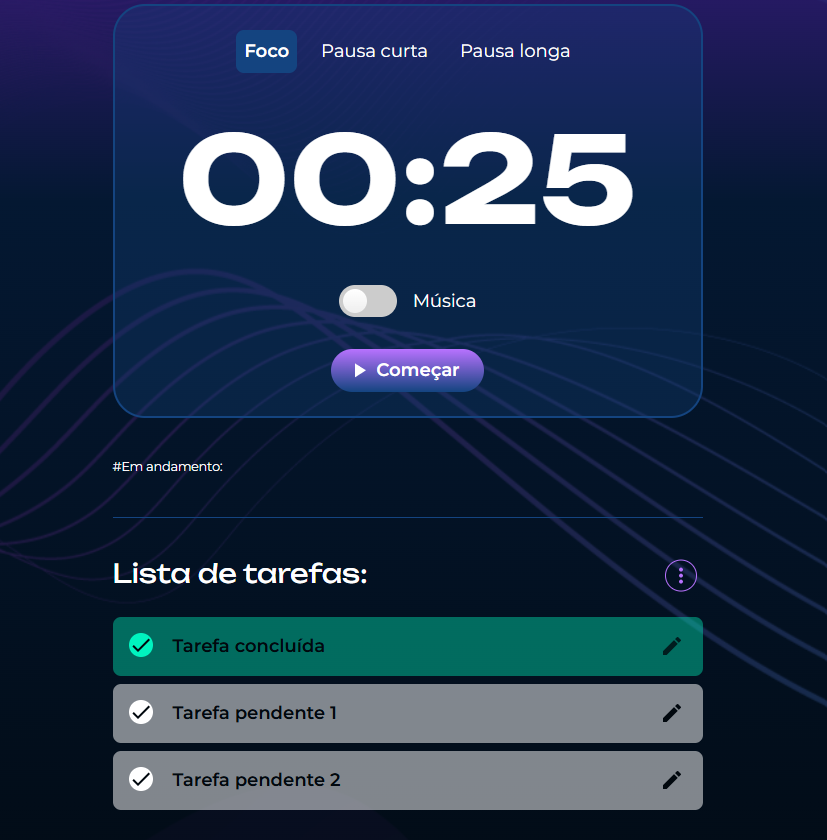 Foco Pausa curta Pausa longa
00:25
Música
Começar
#Em andamento:
Lista de tarefas:
Tarefa concluída
Tarefa pendente 1
Tarefa pendente 2